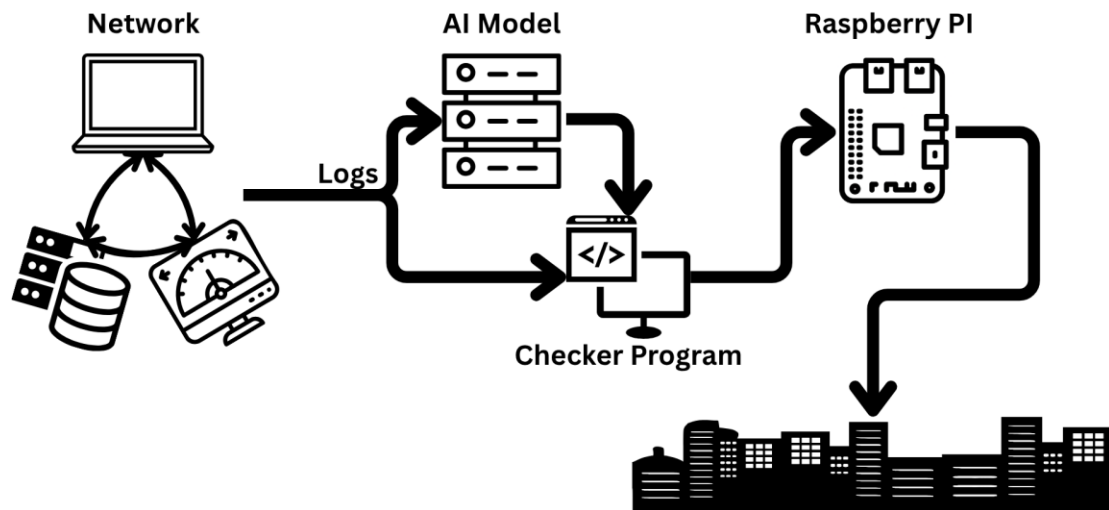 Network
AI Model
Raspberry PI
Logs
</>
Checker Program